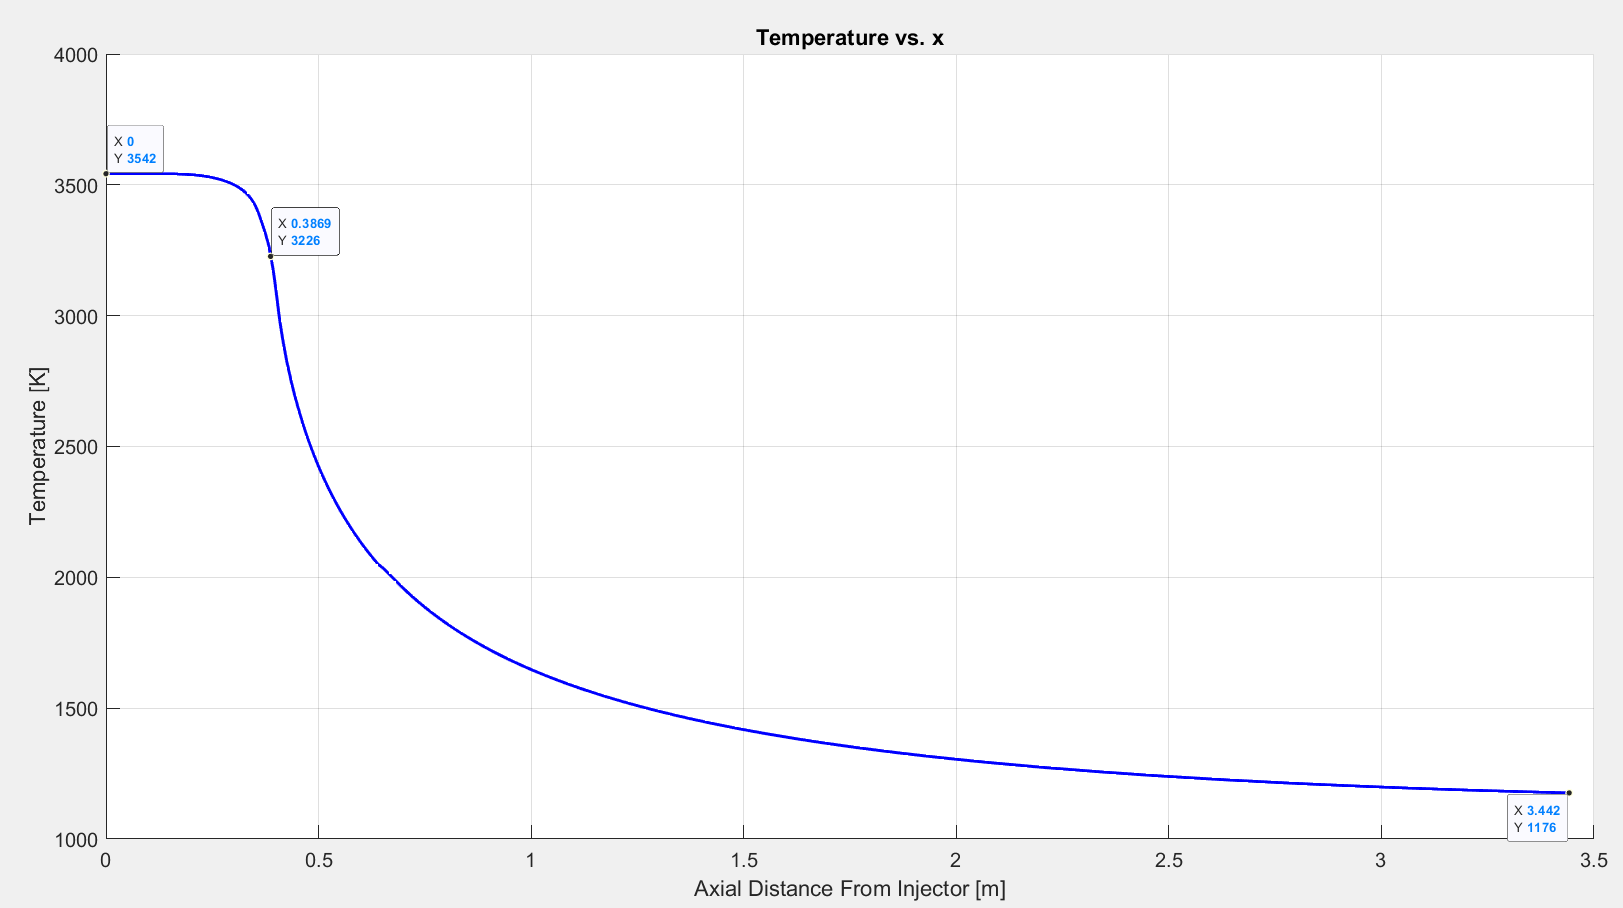 Temperature vs. x
4000
3500
3000
2500
2000
1500
1000
Temperature [K]
X 0
Y 3542
X 0.3869
Y 3226
X 3.442
Y 1176
0 0.5 1 1.5 2 2.5 3 3.5
Axial Distance From Injector [m]